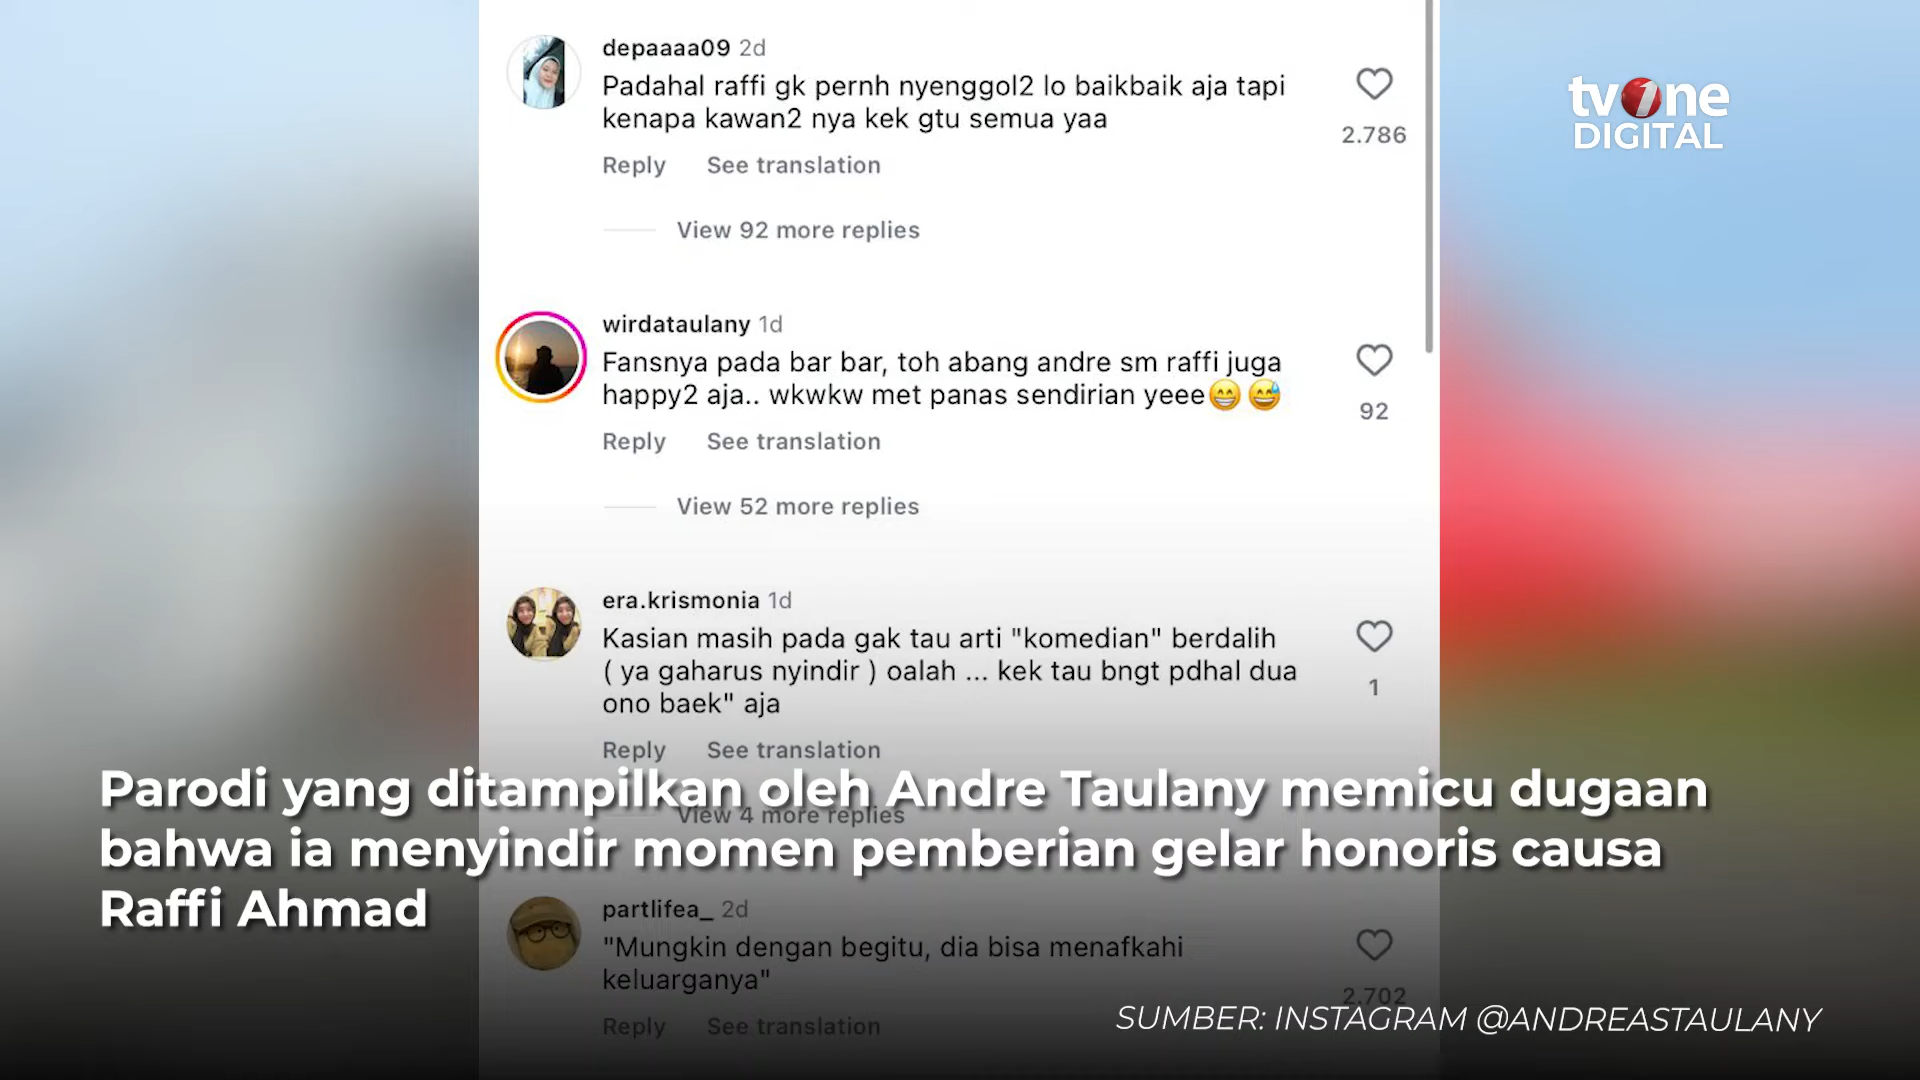 depaaaa09 2d
Padahal raffi gk pernh nyenggol2 lo baikbaik aja tapi
kenapa kawan2 nya kek gtu semua yaa
2.786
Reply See translation
View 92 more replies
wirdataulany 1d
Fansnya pada bar bar, toh abang andre sm raffi juga
happy2 aja.. wkwkw met panas sendirian yeee😁😅
92
Reply See translation
View 52 more replies
era.krismonia 1d
Kasian masih pada gak tau arti "komedian" berdalih
( ya gaharus nyindir ) oalah ... kek tau bngt pdhal dua
ono baek" aja
1
Reply See translation
View 4 more replies
partlifea_ 2d
"Mungkin dengan begitu, dia bisa menafkahi
keluarganya"
2.702
Reply See translation
tvOne
DIGITAL
Parodi yang ditampilkan oleh Andre Taulany memicu dugaan
bahwa ia menyindir momen pemberian gelar honoris causa
Raffi Ahmad
SUMBER: INSTAGRAM @ANDREASTAULANY